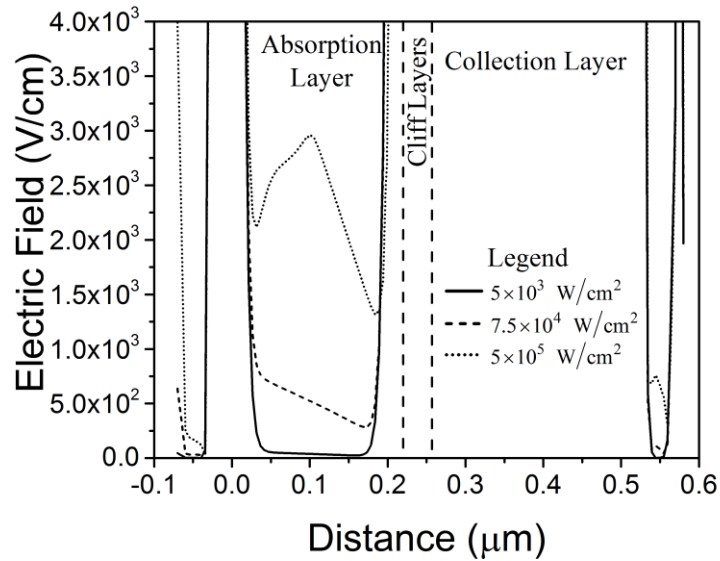 Electric Field (V/cm)
4.0x10³
3.5x10³
3.0x10³
2.5x10³
2.0x10³
1.5x10³
1.0x10³
5.0x10²
0.0
Absorption
Layer
Cliff Layers
Collection Layer
Legend
5×10³ W/cm²
7.5×10⁴ W/cm²
5×10⁵ W/cm²
-0.1 0.0 0.1 0.2 0.3 0.4 0.5 0.6
Distance (μm)